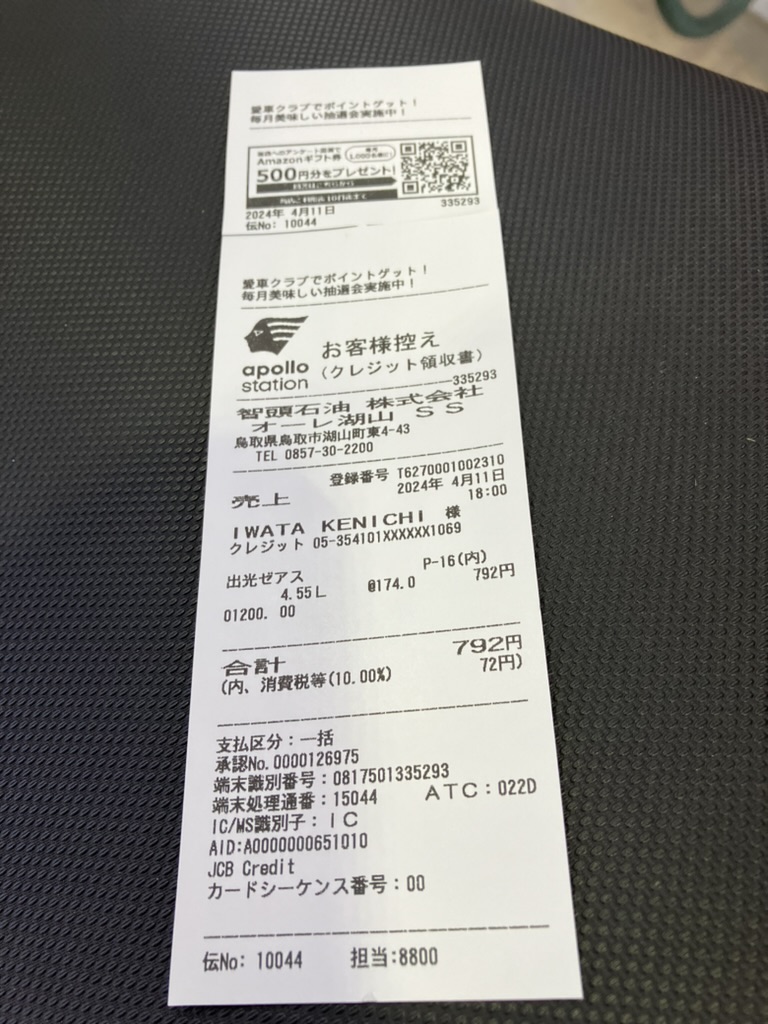 愛車クラブでポイントゲット！
毎月美味しい抽選会実施中！
Amazonギフト券
500円分をプレゼント!
2024年 4月11日 335293
伝No: 10044
愛車クラブでポイントゲット！
毎月美味しい抽選会実施中！
apollo
station
お客様控え
(クレジット領収書)
335293
智頭石油 株式会社
オーレ湖山 ＳＳ
鳥取県鳥取市湖山町東4-43
TEL 0857-30-2200
登録番号 T6270001002310
2024年 4月11日
売上 18:00
IWATA KENICHI 様
クレジット 05-354101XXXXXX1069
P-16(内)
出光ゼアス
4.55L @174.0 792円
01200. 00
合計 792円
(内、消費税等(10.00%) 72円)
支払区分：一括
承認No.0000126975
端末識別番号：0817501335293
端末処理通番：15044 ATC：022D
IC/MS識別子：IC
AID:A0000000651010
JCB Credit
カードシーケンス番号：00
伝No: 10044 担当:8800